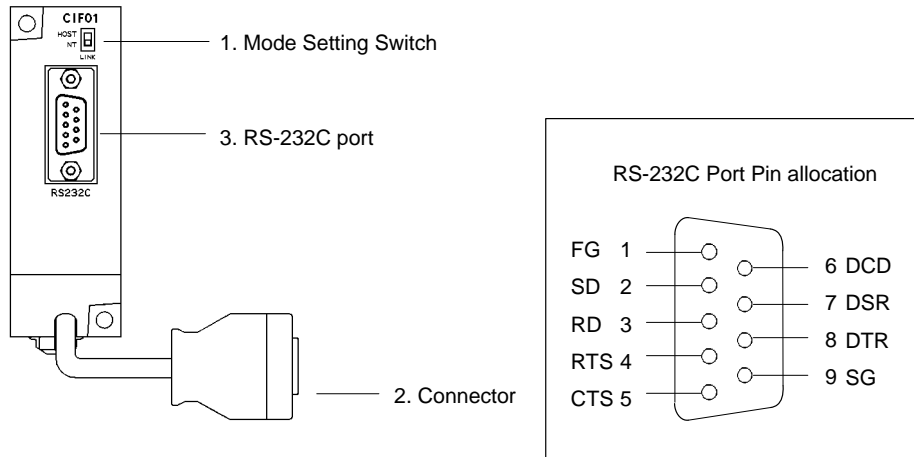 CIF01
HOST
NT
LINK
1. Mode Setting Switch
3. RS-232C port
RS232C
2. Connector
RS-232C Port Pin allocation
FG 1
SD 2
RD 3
RTS 4
CTS 5
6 DCD
7 DSR
8 DTR
9 SG